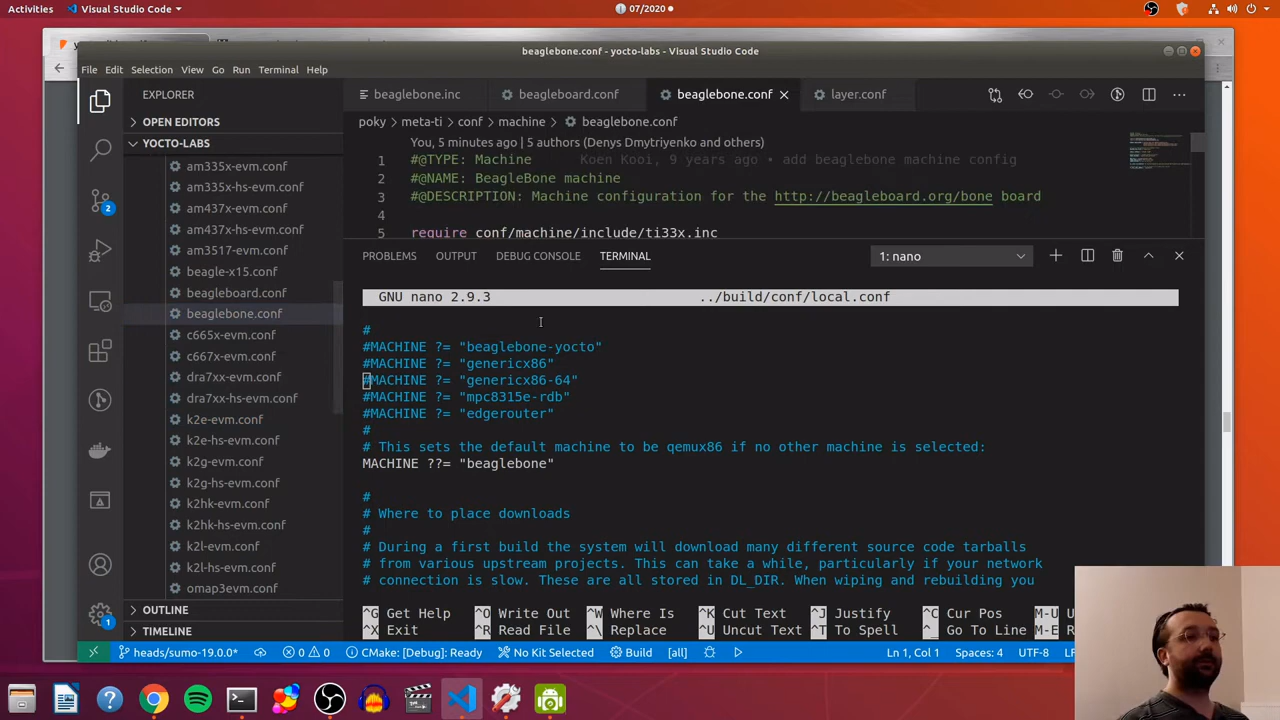 Activities
Visual Studio Code
07/2020
beaglebone.conf - yocto-labs - Visual Studio Code
File Edit Selection View Go Run Terminal Help
EXPLORER
OPEN EDITORS
YOCTO-LABS
am335x-evm.conf
am335x-hs-evm.conf
am437x-evm.conf
am437x-hs-evm.conf
am3517-evm.conf
beagle-x15.conf
beagleboard.conf
beaglebone.conf
c665x-evm.conf
c667x-evm.conf
dra7xx-evm.conf
dra7xx-hs-evm.conf
k2e-evm.conf
k2e-hs-evm.conf
k2g-evm.conf
k2g-hs-evm.conf
k2hk-evm.conf
k2hk-hs-evm.conf
k2l-evm.conf
k2l-hs-evm.conf
omap3evm.conf
OUTLINE
TIMELINE
2
1
beaglebone.inc
beagleboard.conf
beaglebone.conf
layer.conf
poky > meta-ti > conf > machine > beaglebone.conf
You, 5 minutes ago | 5 authors (Denys Dmytriyenko and others)
1 #@TYPE: Machine Koen Kooi, 9 years ago • add beaglebone machine config
2 #@NAME: BeagleBone machine
3 #@DESCRIPTION: Machine configuration for the http://beagleboard.org/bone board
4
5 require conf/machine/include/ti33x.inc
PROBLEMS OUTPUT DEBUG CONSOLE TERMINAL 1: nano
GNU nano 2.9.3 ../build/conf/local.conf
#
#MACHINE ?= "beaglebone-yocto"
#MACHINE ?= "genericx86"
#MACHINE ?= "genericx86-64"
#MACHINE ?= "mpc8315e-rdb"
#MACHINE ?= "edgerouter"
#
# This sets the default machine to be qemux86 if no other machine is selected:
MACHINE ??= "beaglebone"
#
# Where to place downloads
#
# During a first build the system will download many different source code tarballs
# from various upstream projects. This can take a while, particularly if your network
# connection is slow. These are all stored in DL_DIR. When wiping and rebuilding you
^G Get Help ^O Write Out ^W Where Is ^K Cut Text ^J Justify ^C Cur Pos M-U U
^X Exit ^R Read File ^\ Replace ^U Uncut Text ^T To Spell ^_ Go To Line M-E R
heads/sumo-19.0.0* 0 0 CMake: [Debug]: Ready No Kit Selected Build [all] Ln 1, Col 1 Spaces: 4 UTF-8